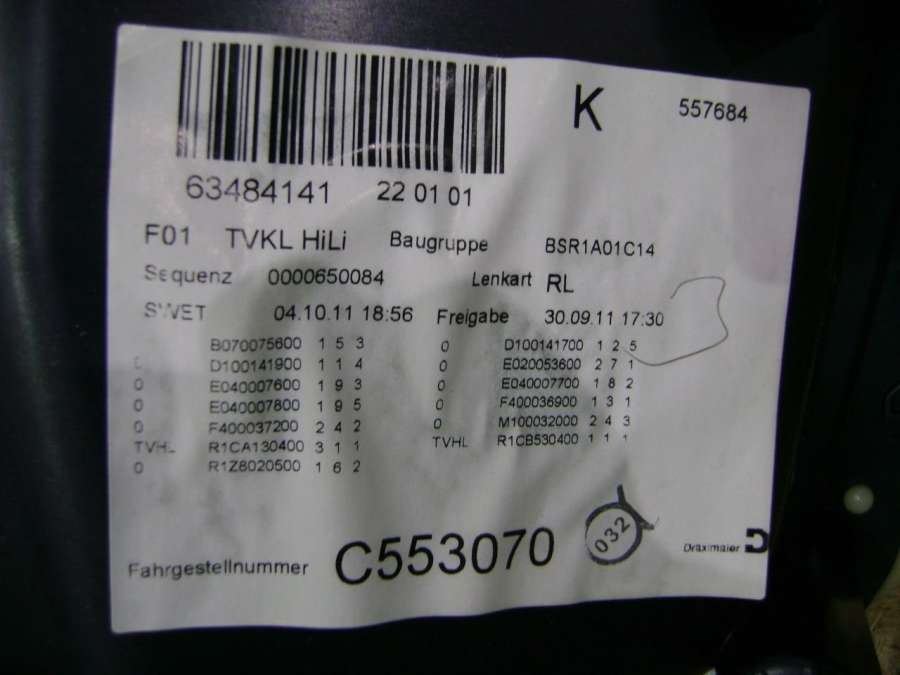 K 557684
63484141 22 01 01
F01 TVKL HiLi Baugruppe BSR1A01C14
Sequenz 0000650084 Lenkart RL
SWET 04.10.11 18:56 Freigabe 30.09.11 17:30
B070075600 1 5 3 0 D100141700 1 2 5
D100141900 1 1 4 0 E020053600 2 7 1
0 E040007600 1 9 3 0 E040007700 1 8 2
0 E040007800 1 9 5 0 F400036900 1 3 1
0 F400037200 2 4 2 0 M100032000 2 4 3
TVHL R1CA130400 3 1 1 TVHL R1CB530400 1 1 1
0 R1Z8020500 1 6 2
032
Fahrgestellnummer C553070 Dräxlmaier D